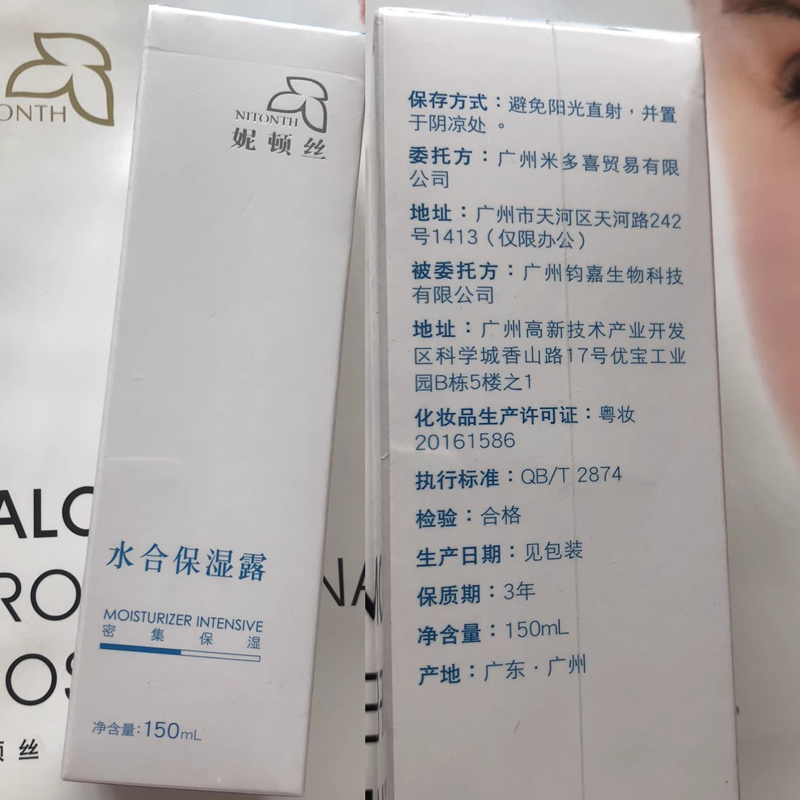 ONTH
NITONTH
妮顿丝
水合保湿露
MOISTURIZER INTENSIVE
密集保湿
净含量:150mL
ALO
RO
NA
OS
顿丝
保存方式：避免阳光直射，并置
于阴凉处。
委托方：广州米多喜贸易有限
公司
地址：广州市天河区天河路242
号1413（仅限办公）
被委托方：广州钧嘉生物科技
有限公司
地址：广州高新技术产业开发
区科学城香山路17号优宝工业
园B栋5楼之1
化妆品生产许可证：粤妆
20161586
执行标准：QB/T 2874
检验：合格
生产日期：见包装
保质期：3年
净含量：150mL
产地：广东·广州